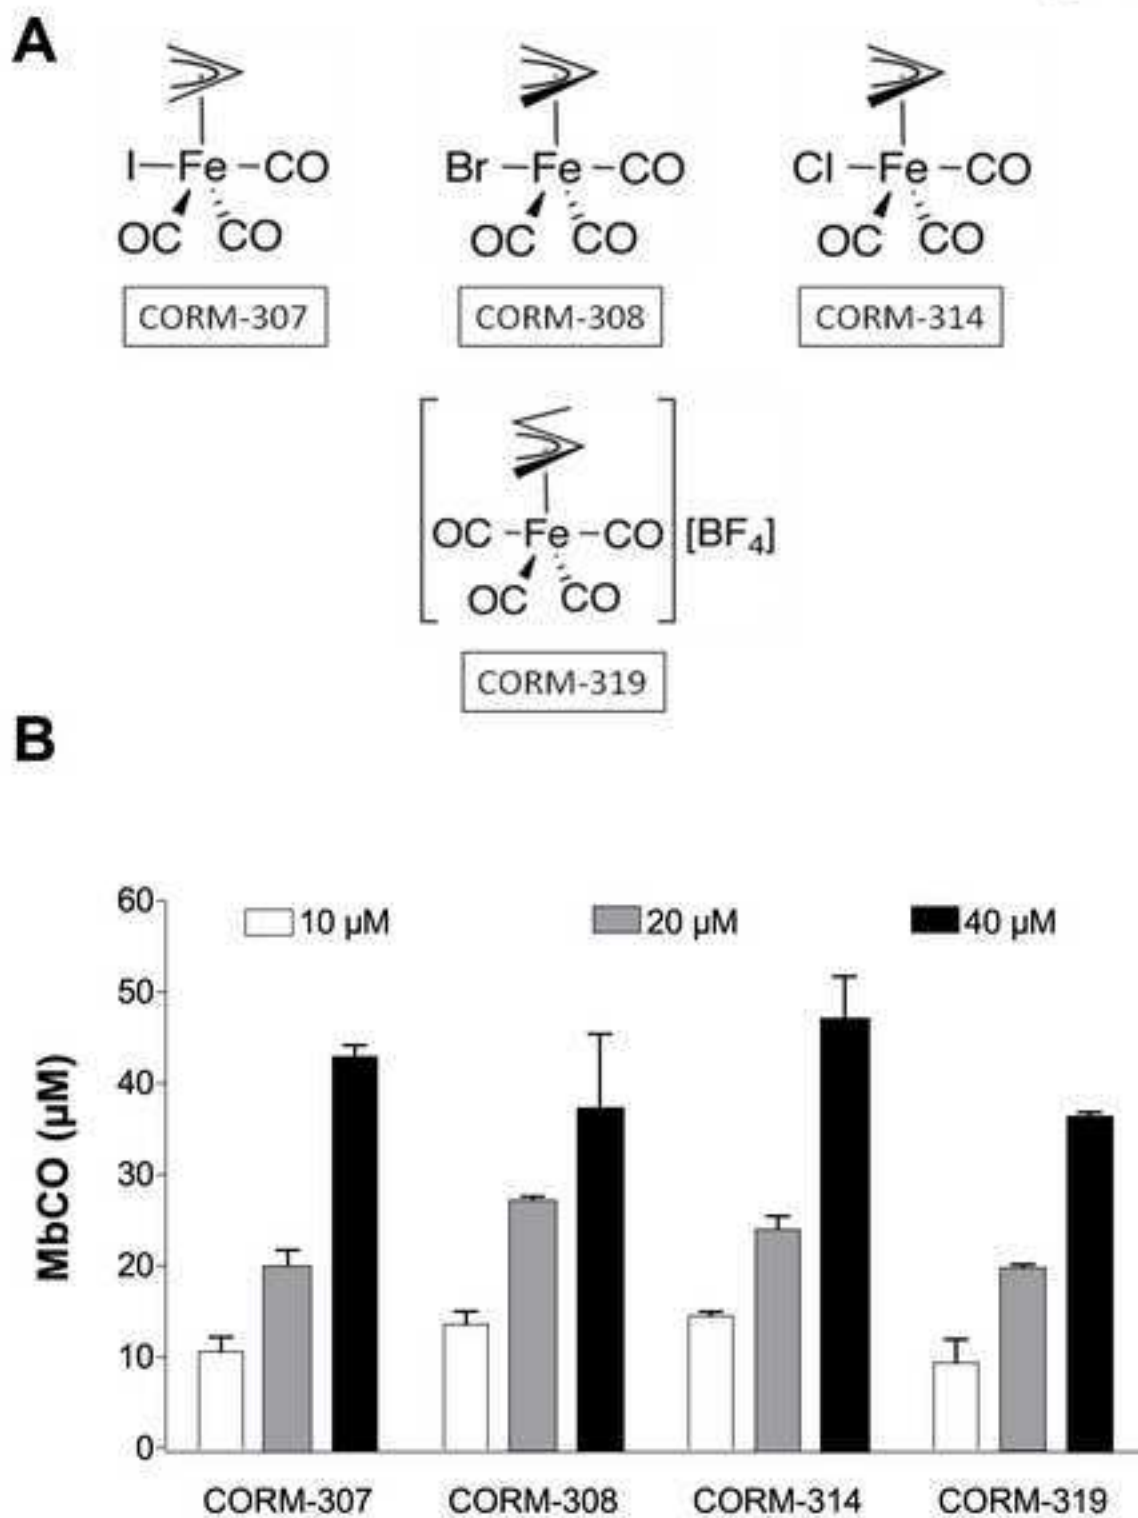 A
I Fe CO
OC CO
Br Fe CO
OC CO
Cl Fe CO
OC CO
CORM-307
CORM-308
CORM-314
OC Fe CO [BF₄]
OC CO
CORM-319
B
60
50
40
30
20
10
0
MbCO (µM)
10 µM
20 µM
40 µM
CORM-307
CORM-308
CORM-314
CORM-319